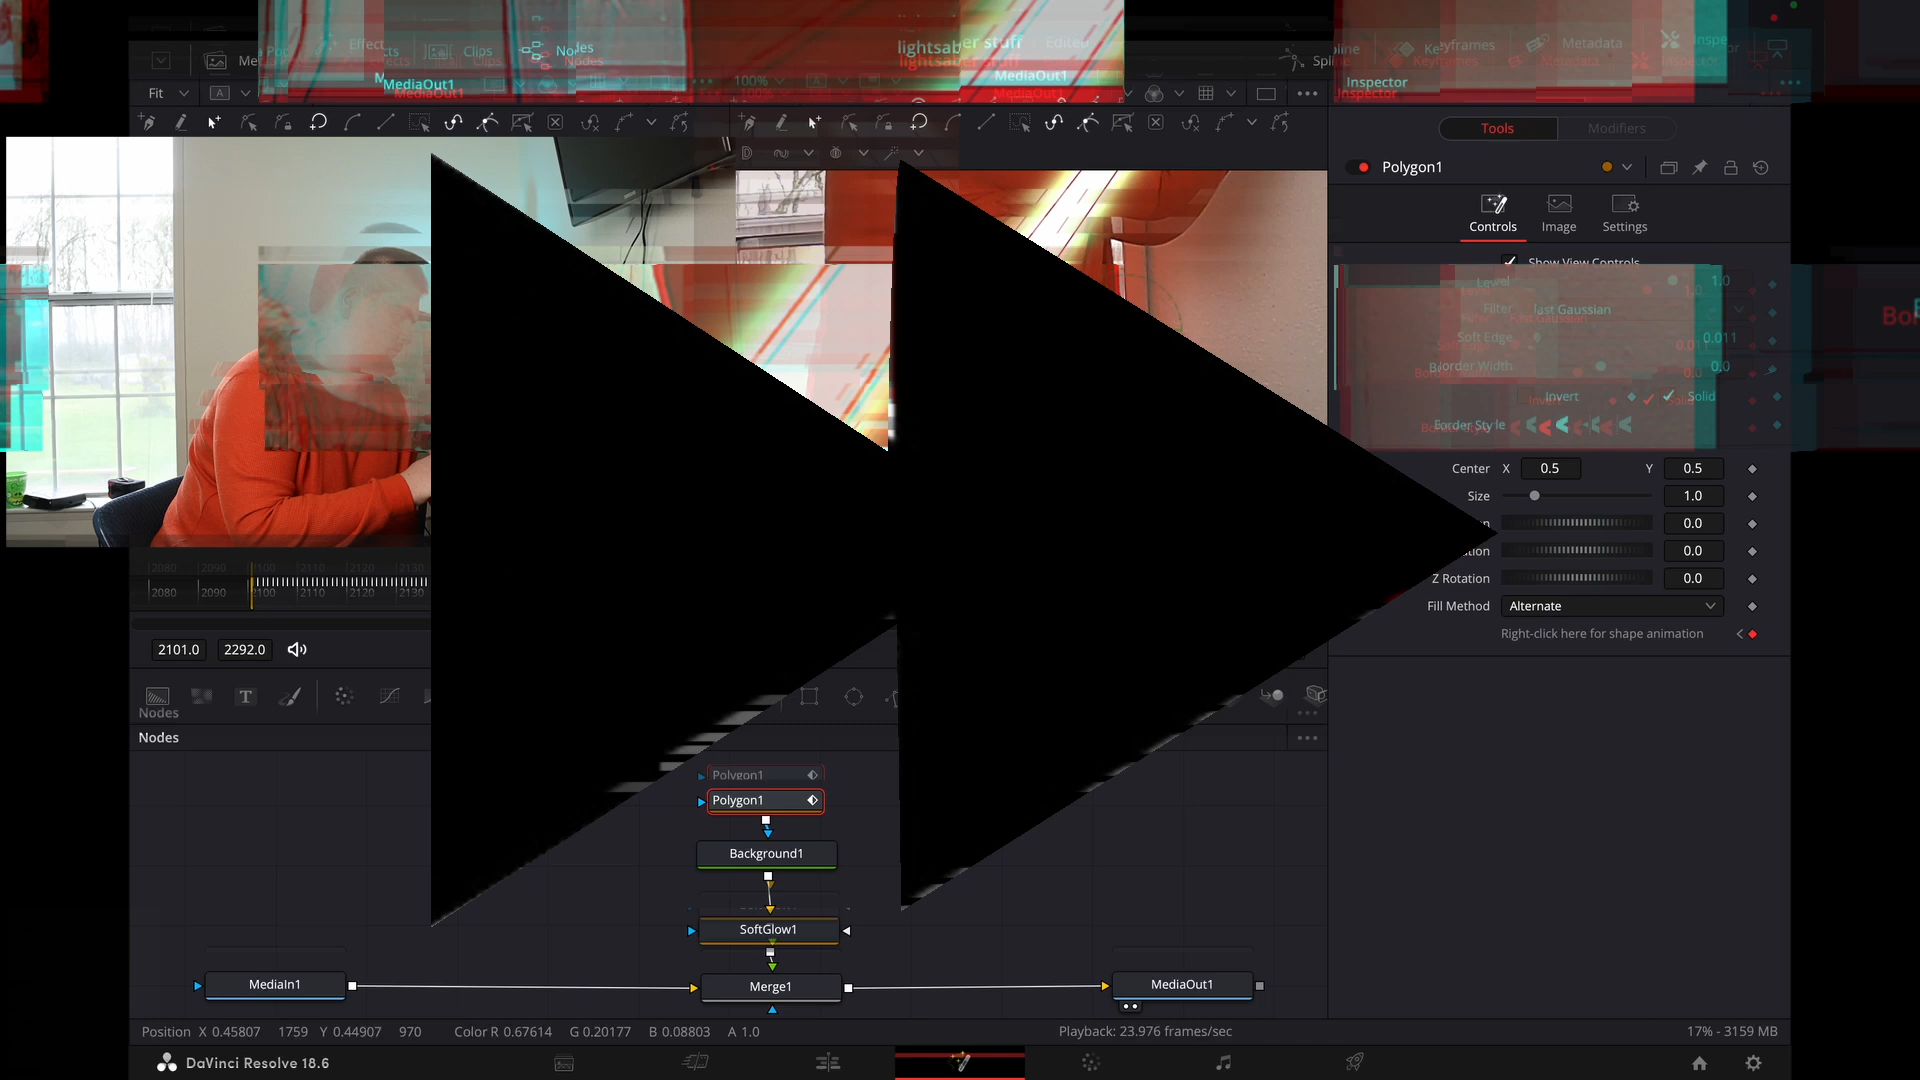 Effects Clips Nodes
lightsaber stuff Edited
Keyframes Metadata
MediaOut1 MediaOut1 Inspector
100%
Fit A
Tools Modifiers
Polygon1
Controls Image Settings
Show View Controls
Level 1.0
Filter Fast Gaussian
Soft Edge 0.011
Border Width 0.0
Invert Solid
Border Style
Center X 0.5 Y 0.5
Size 1.0
0.0
0.0
Z Rotation 0.0
Fill Method Alternate
Right-click here for shape animation
2080 2090 2100 2110 2120 2130
2080 2090 2100 2110 2120 2130
2101.0 2292.0
Nodes
Nodes
Polygon1
Polygon1
Background1
SoftGlow1
MediaIn1 Merge1 MediaOut1
Position X 0.45807 1759 Y 0.44907 970 Color R 0.67614 G 0.20177 B 0.08803 A 1.0 Playback: 23.976 frames/sec 17% - 3159 MB
DaVinci Resolve 18.6